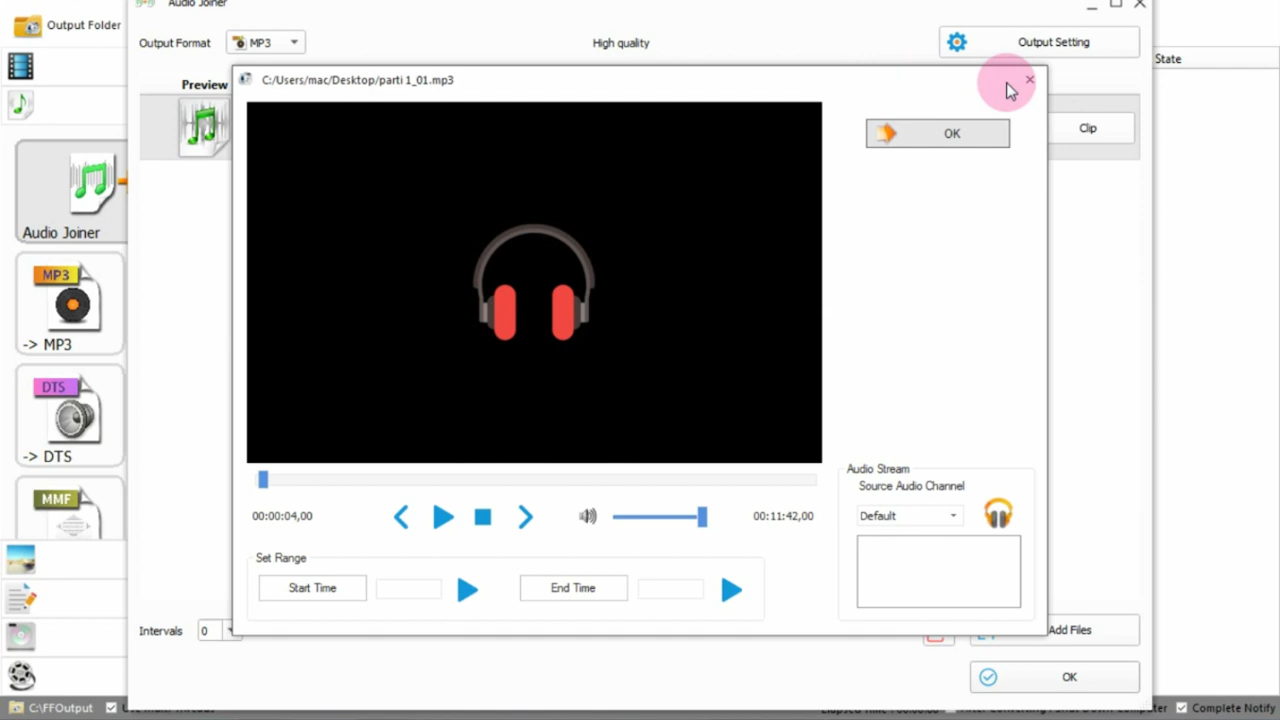 Audio Joiner
Output Folder
Output Format
MP3
High quality
Output Setting
State
Preview
C:/Users/mac/Desktop/parti 1_01.mp3
OK
Clip
Audio Joiner
MP3
-> MP3
DTS
-> DTS
MMF
Audio Stream
Source Audio Channel
Default
00:00:04,00
00:11:42,00
Set Range
Start Time
End Time
Intervals
0
Add Files
OK
C:\FFOutput
Complete Notify